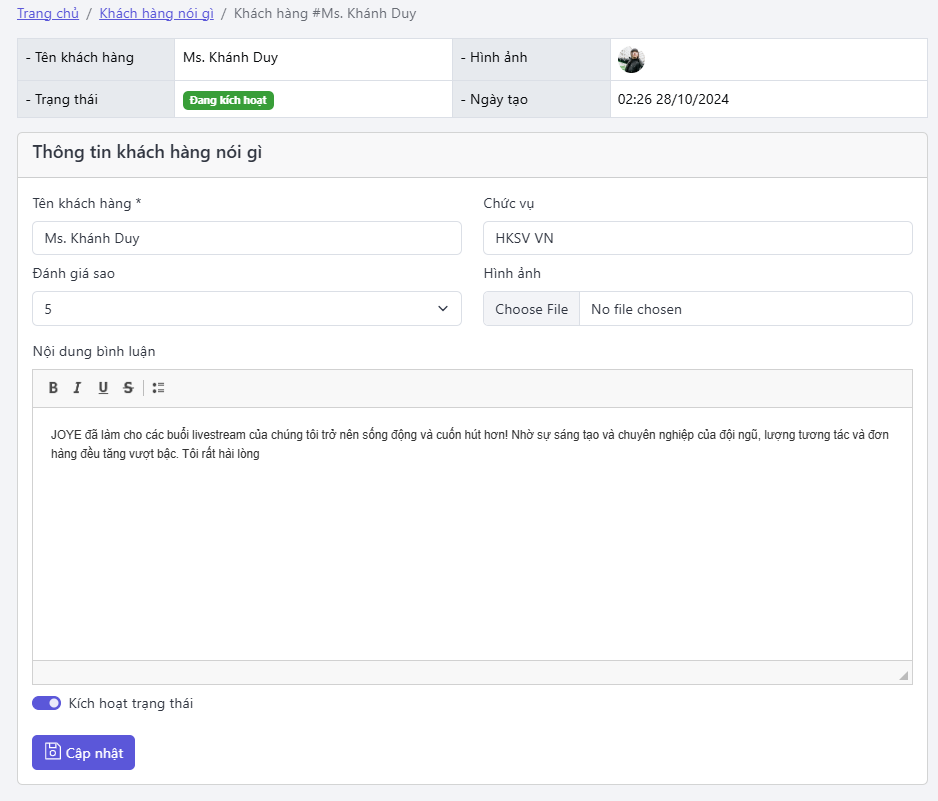 Trang chủ / Khách hàng nói gì / Khách hàng #Ms. Khánh Duy
- Tên khách hàng Ms. Khánh Duy - Hình ảnh
- Trạng thái Đang kích hoạt - Ngày tạo 02:26 28/10/2024
Thông tin khách hàng nói gì
Tên khách hàng * Chức vụ
Ms. Khánh Duy HKSV VN
Đánh giá sao Hình ảnh
5 Choose File No file chosen
Nội dung bình luận
B I U S
JOYE đã làm cho các buổi livestream của chúng tôi trở nên sống động và cuốn hút hơn! Nhờ sự sáng tạo và chuyên nghiệp của đội ngũ, lượng tương tác và đơn
hàng đều tăng vượt bậc. Tôi rất hài lòng
Kích hoạt trạng thái
Cập nhật